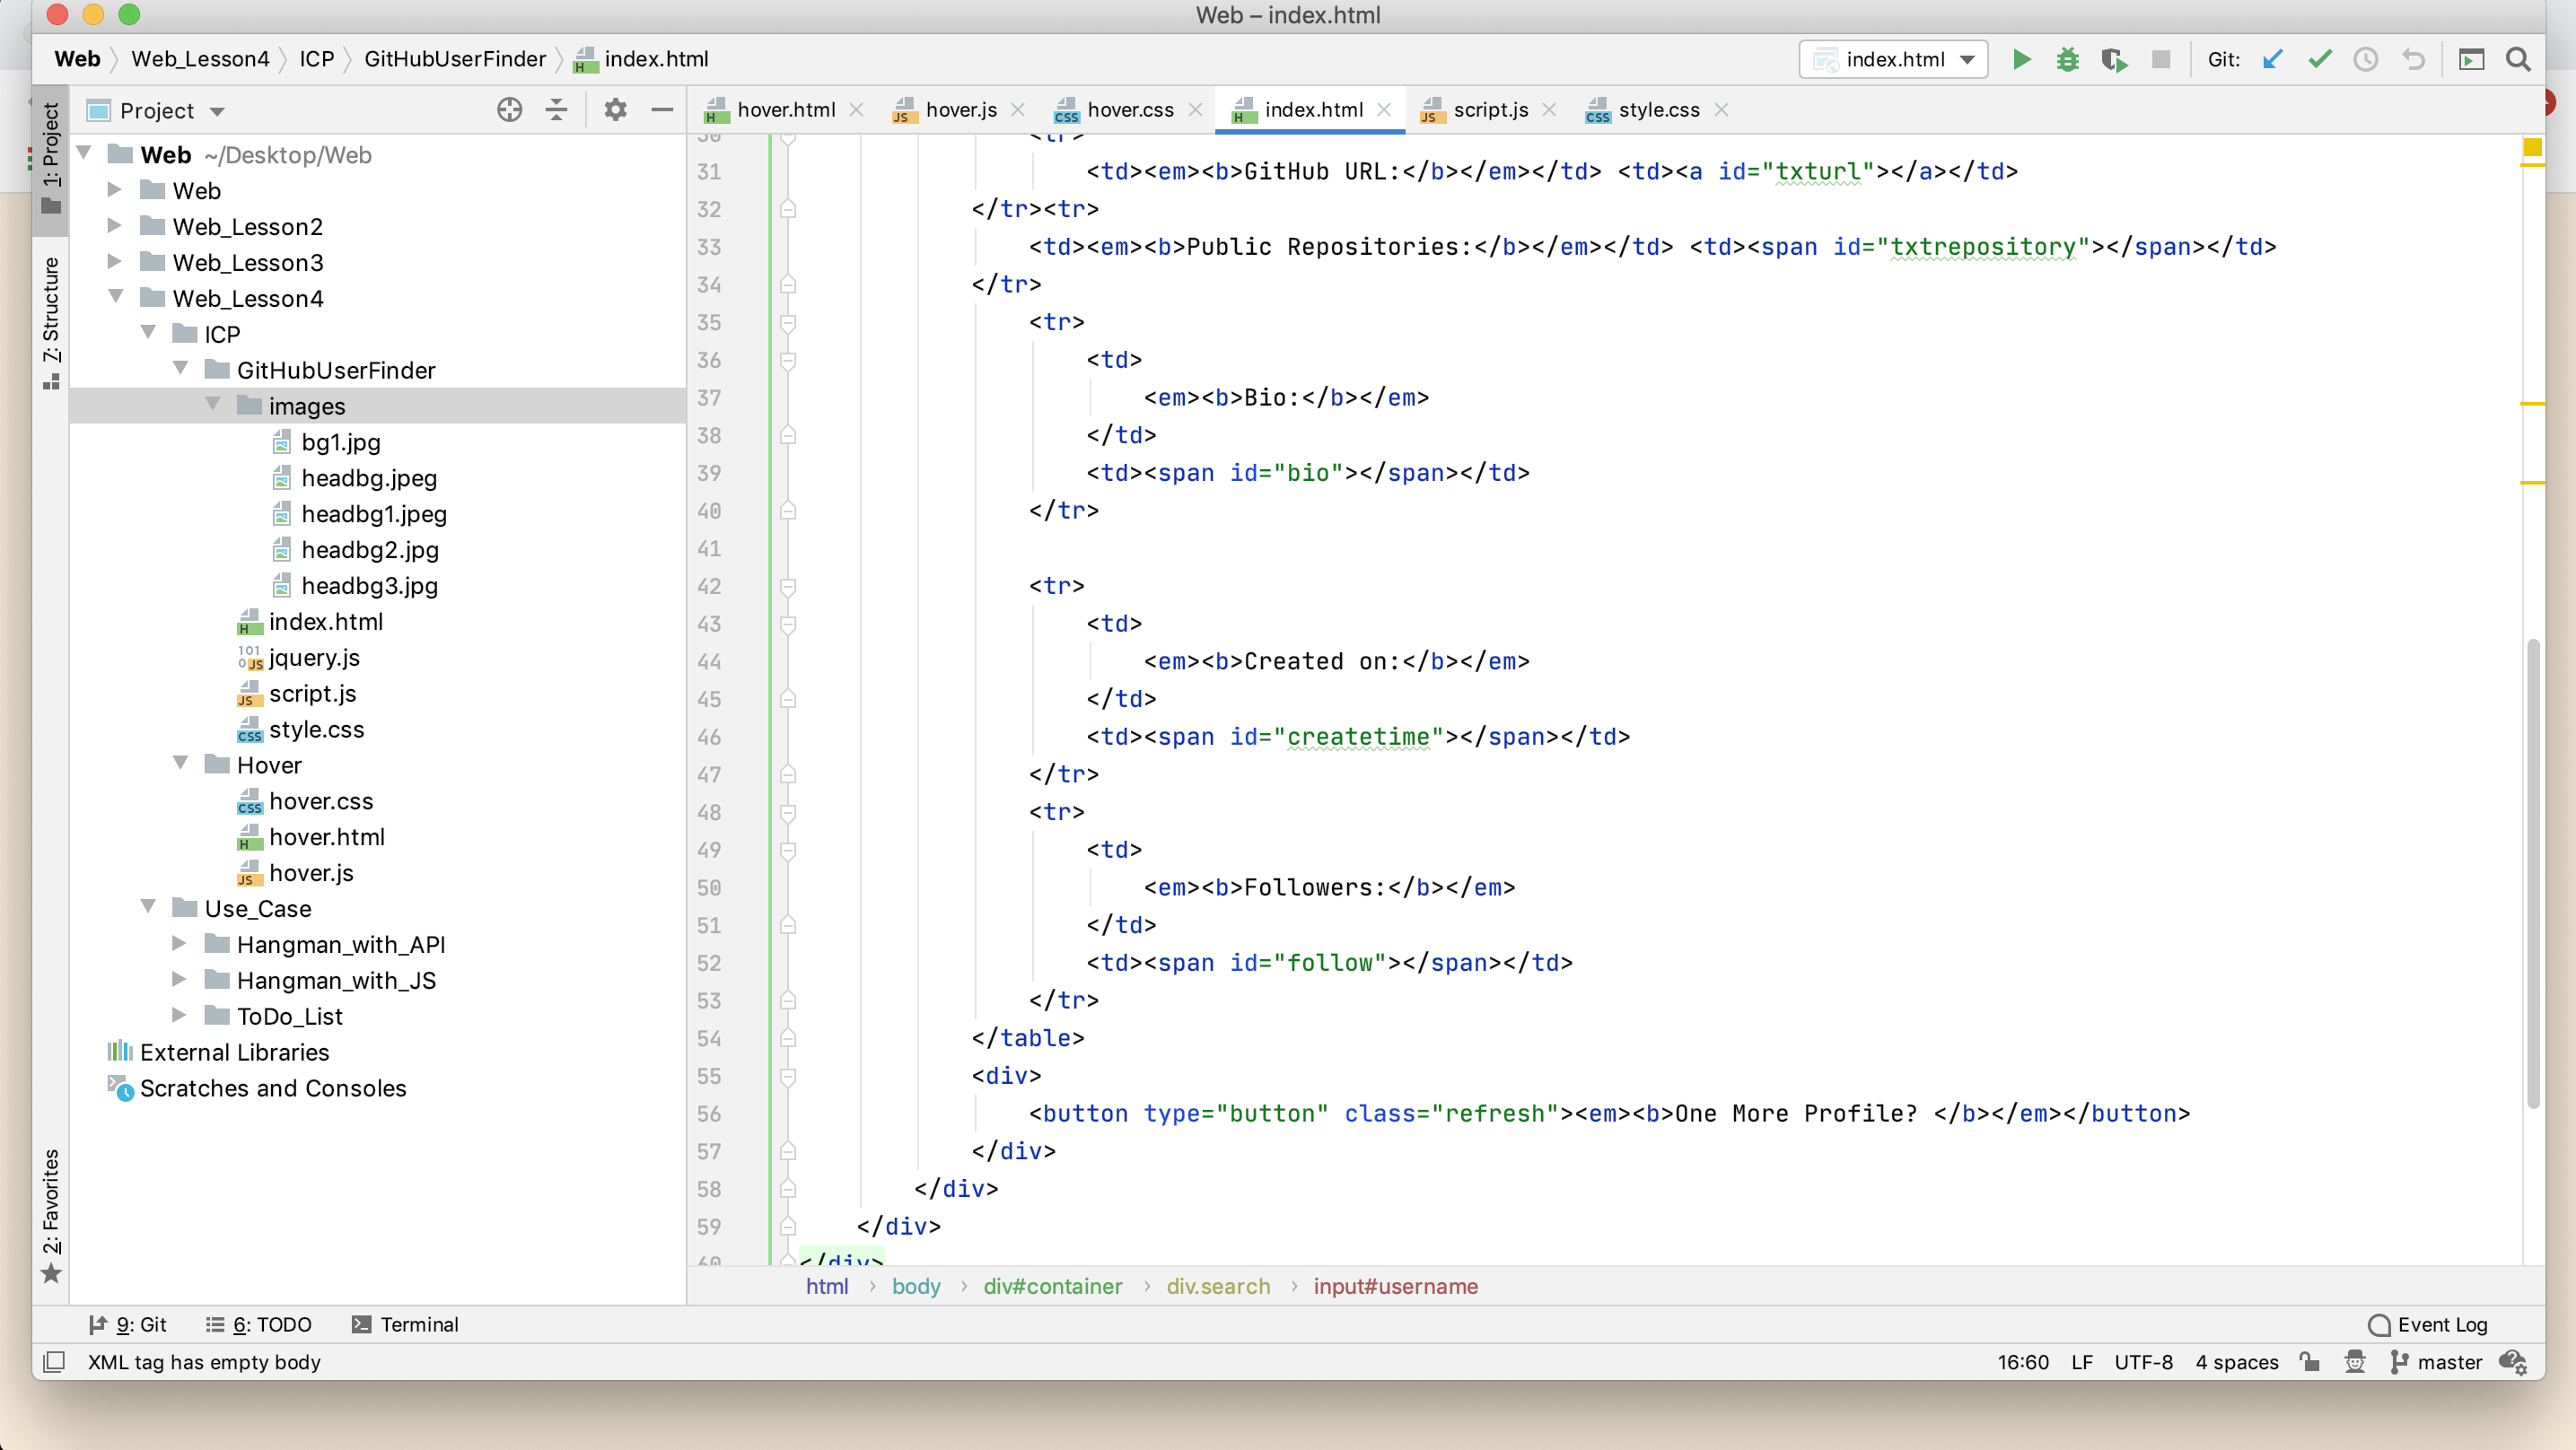 Web – index.html
Web Web_Lesson4 ICP GitHubUserFinder index.html
index.html Git:
Project
hover.html hover.js hover.css index.html script.js style.css
1: Project
7: Structure
2: Favorites
Web ~/Desktop/Web
Web
Web_Lesson2
Web_Lesson3
Web_Lesson4
ICP
GitHubUserFinder
images
bg1.jpg
headbg.jpeg
headbg1.jpeg
headbg2.jpg
headbg3.jpg
index.html
jquery.js
script.js
style.css
Hover
hover.css
hover.html
hover.js
Use_Case
Hangman_with_API
Hangman_with_JS
ToDo_List
External Libraries
Scratches and Consoles
30 <tr>
31 <td><em><b>GitHub URL:</b></em></td> <td><a id="txturl"></a></td>
32 </tr><tr>
33 <td><em><b>Public Repositories:</b></em></td> <td><span id="txtrepository"></span></td>
34 </tr>
35 <tr>
36 <td>
37 <em><b>Bio:</b></em>
38 </td>
39 <td><span id="bio"></span></td>
40 </tr>
41
42 <tr>
43 <td>
44 <em><b>Created on:</b></em>
45 </td>
46 <td><span id="createtime"></span></td>
47 </tr>
48 <tr>
49 <td>
50 <em><b>Followers:</b></em>
51 </td>
52 <td><span id="follow"></span></td>
53 </tr>
54 </table>
55 <div>
56 <button type="button" class="refresh"><em><b>One More Profile? </b></em></button>
57 </div>
58 </div>
59 </div>
60 </div>
html › body › div#container › div.search › input#username
9: Git 6: TODO Terminal Event Log
XML tag has empty body 16:60 LF UTF-8 4 spaces master